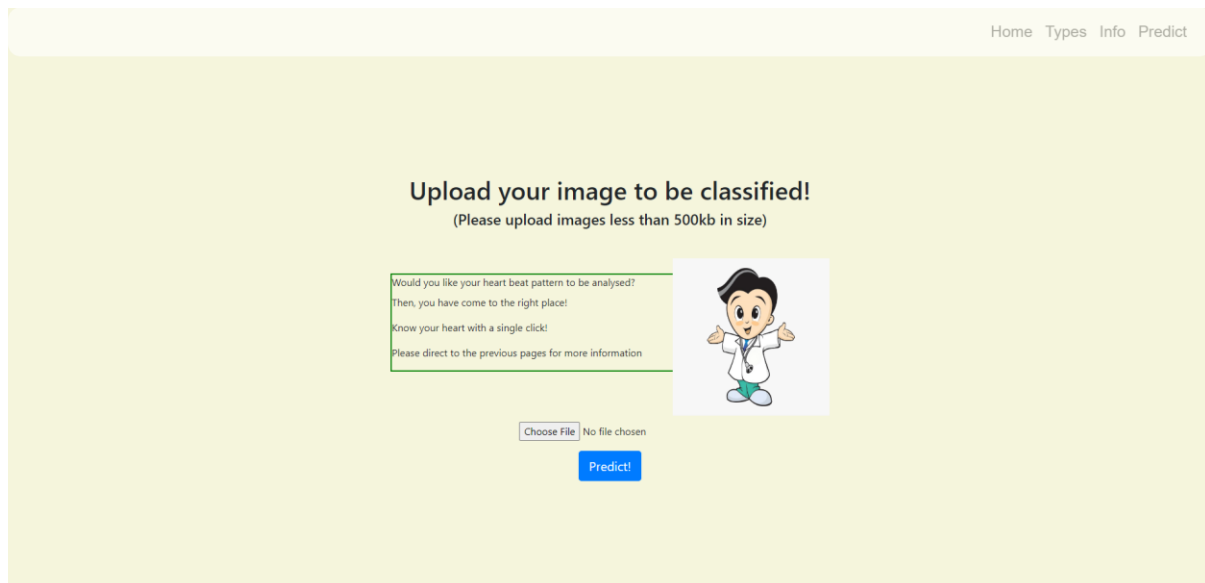 Home Types Info Predict
Upload your image to be classified!
(Please upload images less than 500kb in size)
Would you like your heart beat pattern to be analysed?
Then, you have come to the right place!
Know your heart with a single click!
Please direct to the previous pages for more information
Choose File No file chosen
Predict!